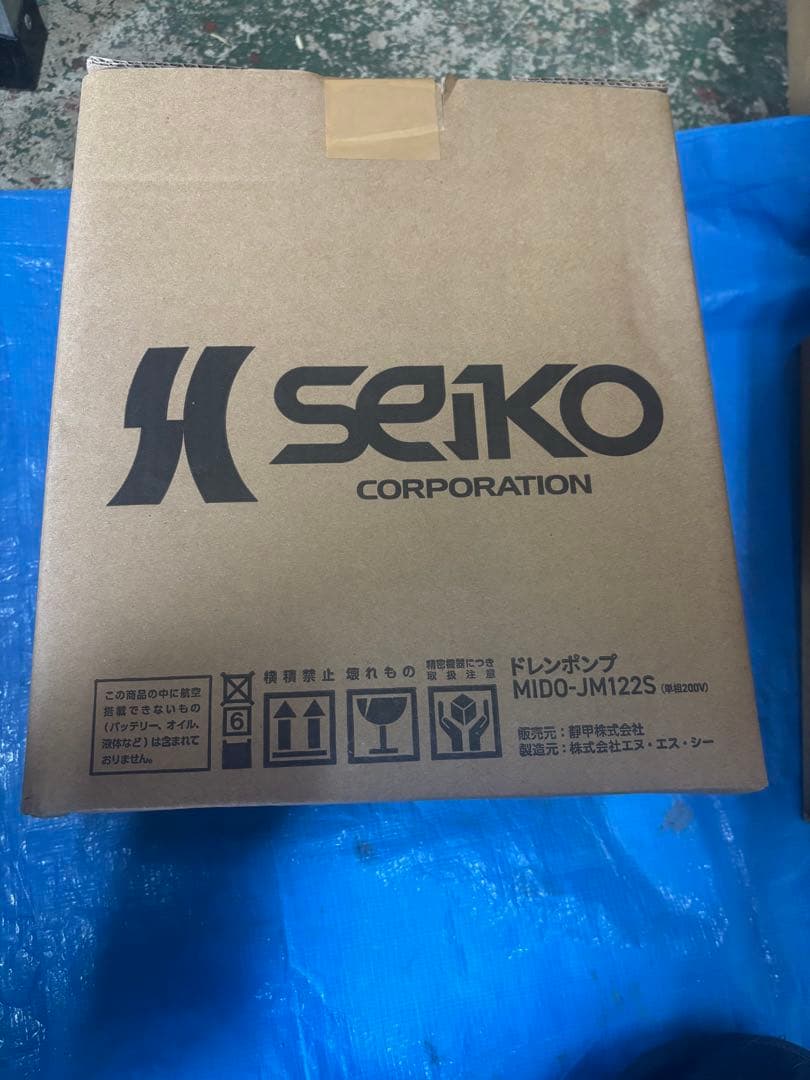 SEIKO
CORPORATION
この商品の中に航空
搭載できないもの
(バッテリー、オイル、
液体など)は含まれて
おりません。
6
横積禁止
壊れもの
精密機器につき
取扱注意
ドレンポンプ
MIDO-JM122S (単相200V)
販売元:靜甲株式会社
製造元:株式会社エヌ・エス・シー